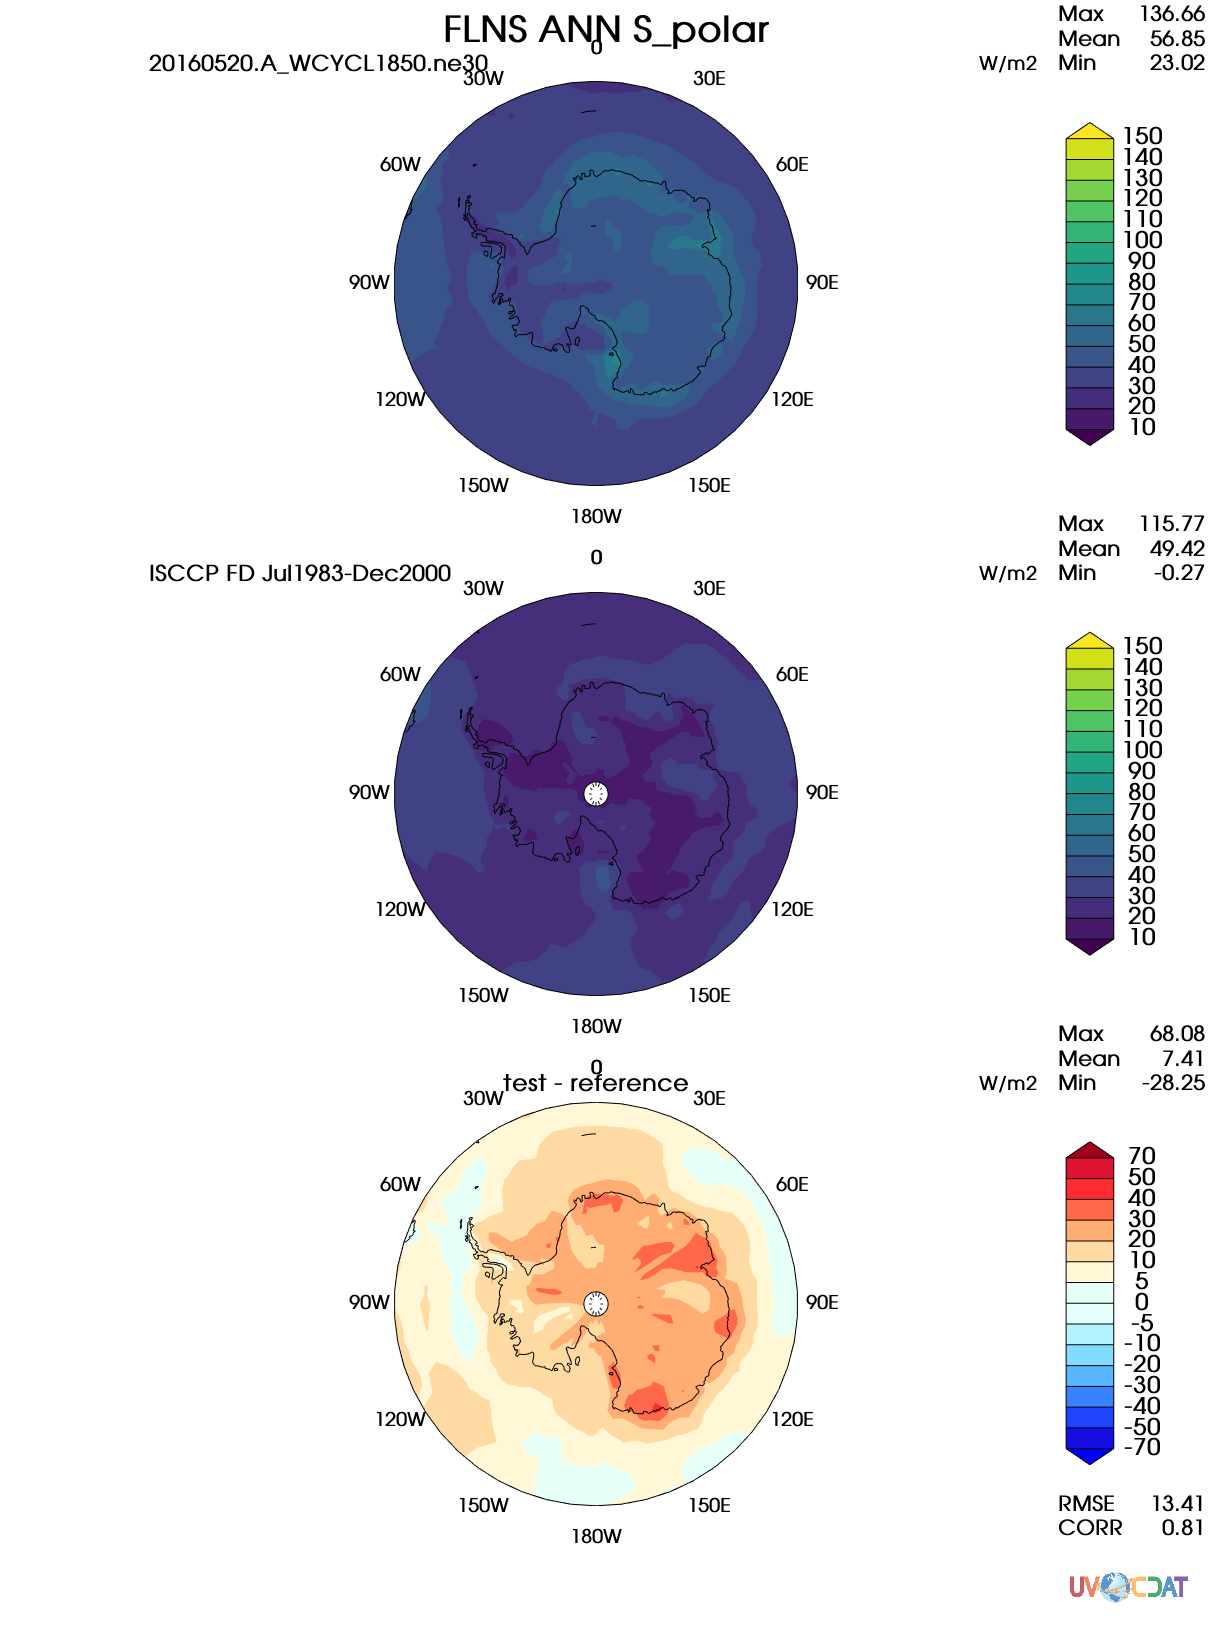 FLNS ANN S_polar
20160520.A_WCYCL1850.ne30
W/m2
Max 136.66
Mean 56.85
Min 23.02
0
30W 30E
60W 60E
90W 90E
120W 120E
150W 150E
180W
150
140
130
120
110
100
90
80
70
60
50
40
30
20
10
ISCCP FD Jul1983-Dec2000
W/m2
Max 115.77
Mean 49.42
Min -0.27
0
30W 30E
60W 60E
90W 90E
120W 120E
150W 150E
180W
150
140
130
120
110
100
90
80
70
60
50
40
30
20
10
test - reference
W/m2
Max 68.08
Mean 7.41
Min -28.25
0
30W 30E
60W 60E
90W 90E
120W 120E
150W 150E
180W
70
50
40
30
20
10
5
0
-5
-10
-20
-30
-40
-50
-70
RMSE 13.41
CORR 0.81
UV CDAT